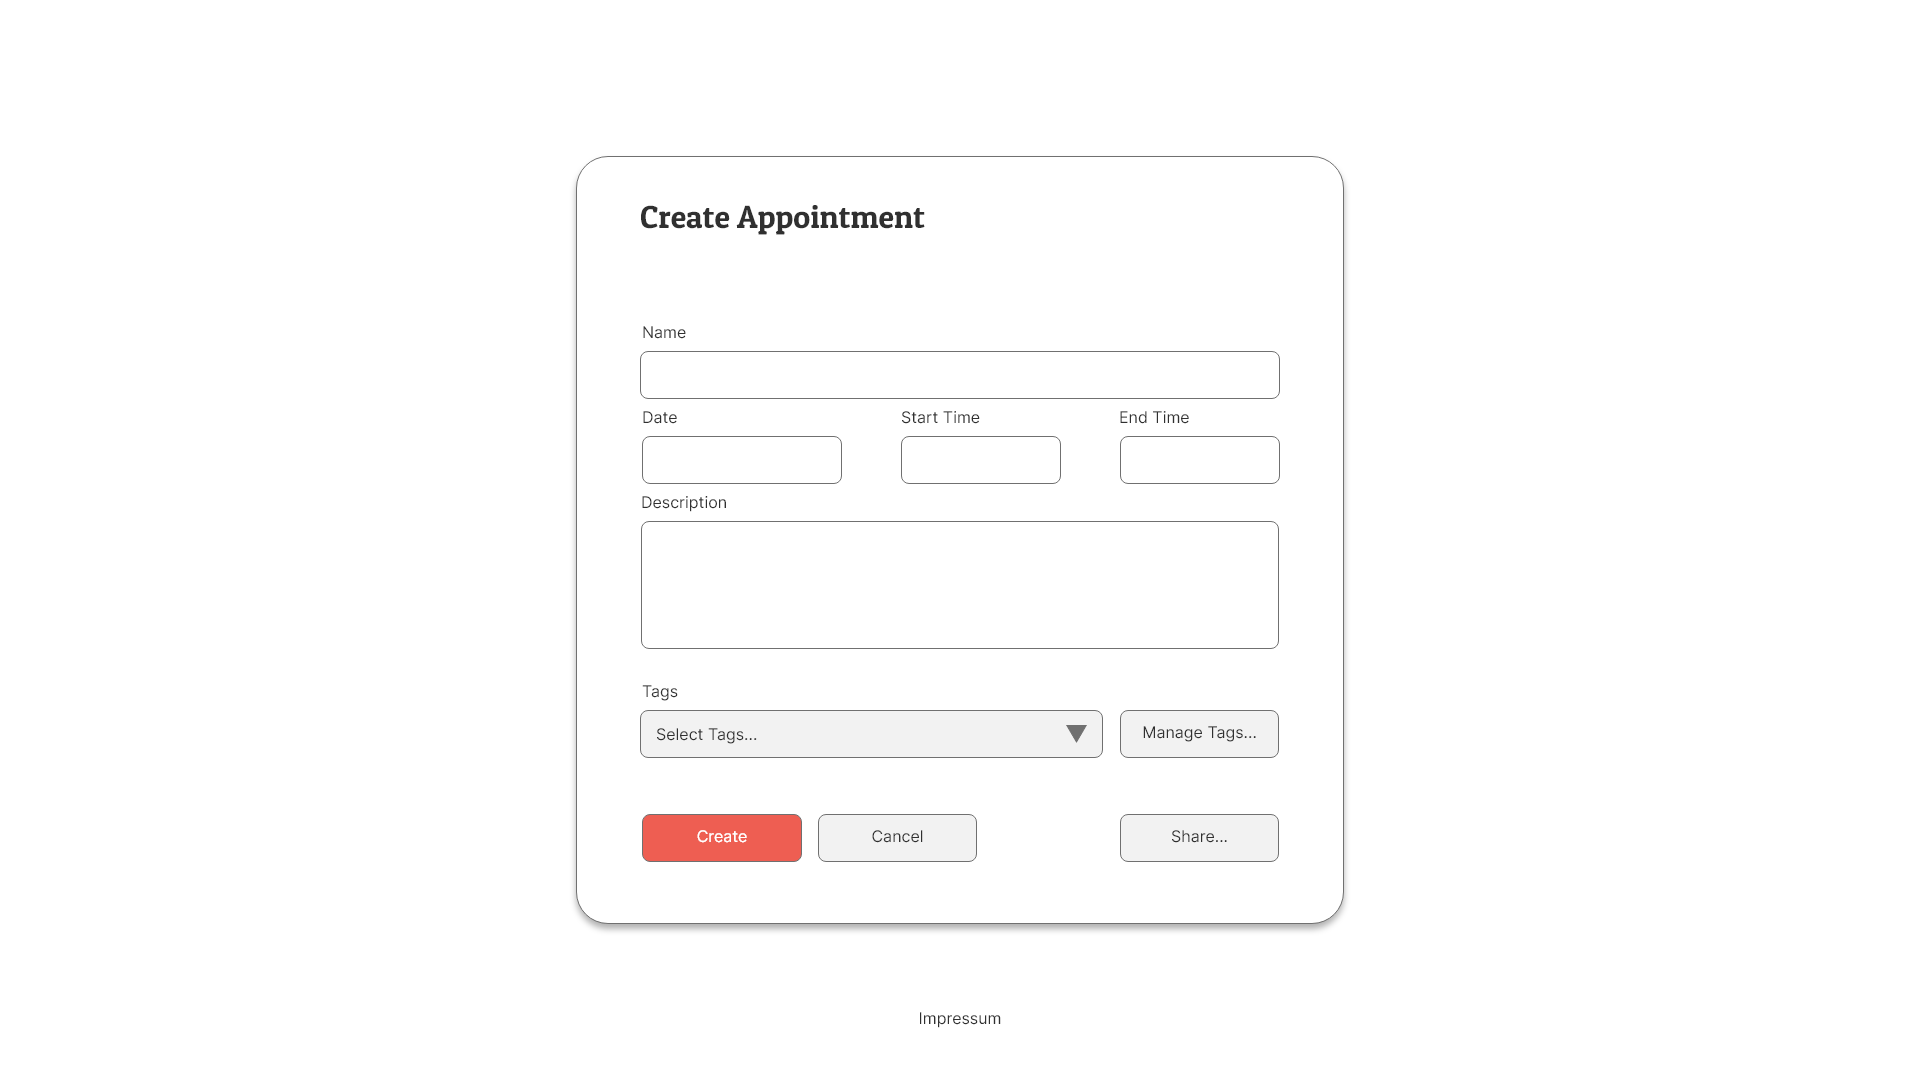 Create Appointment
Name
Date
Start Time
End Time
Description
Tags
Select Tags...
Manage Tags...
Create
Cancel
Share...
Impressum